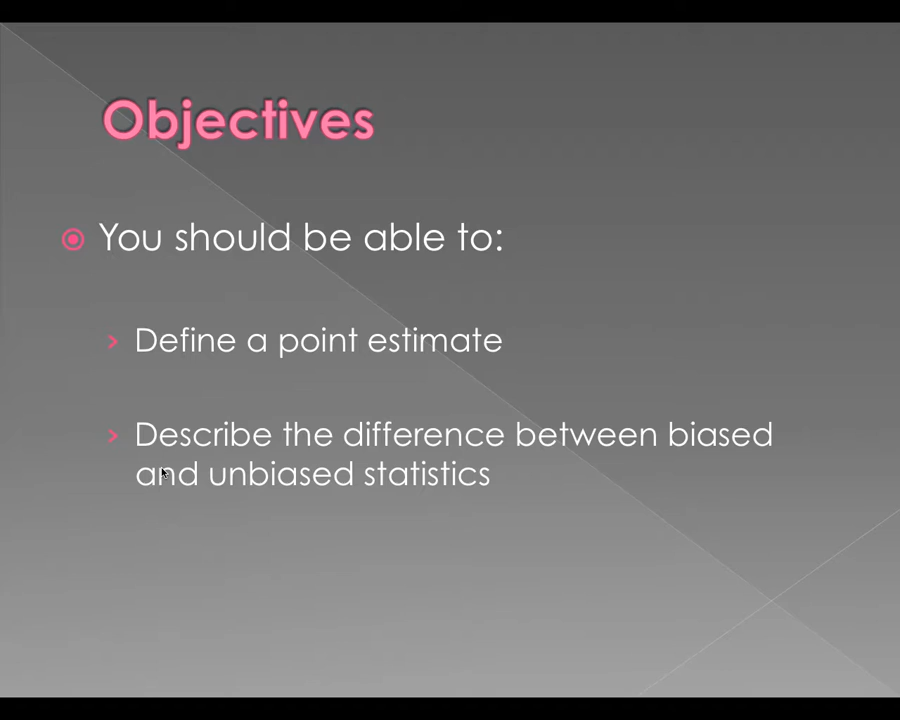 Objectives
You should be able to:
Define a point estimate
Describe the difference between biased
and unbiased statistics